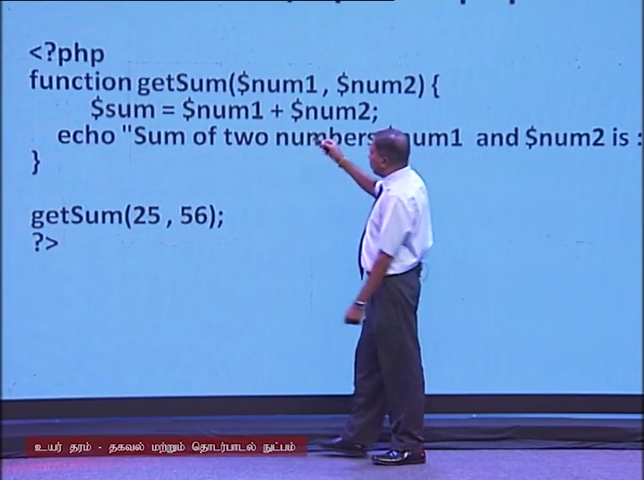 <?php
function getSum($num1 , $num2) {
$sum = $num1 + $num2;
echo "Sum of two numbers $num1 and $num2 is :
}
getSum(25 , 56);
?>
உயர் தரம் - தகவல் மற்றும் தொடர்பாடல் நுட்பம்